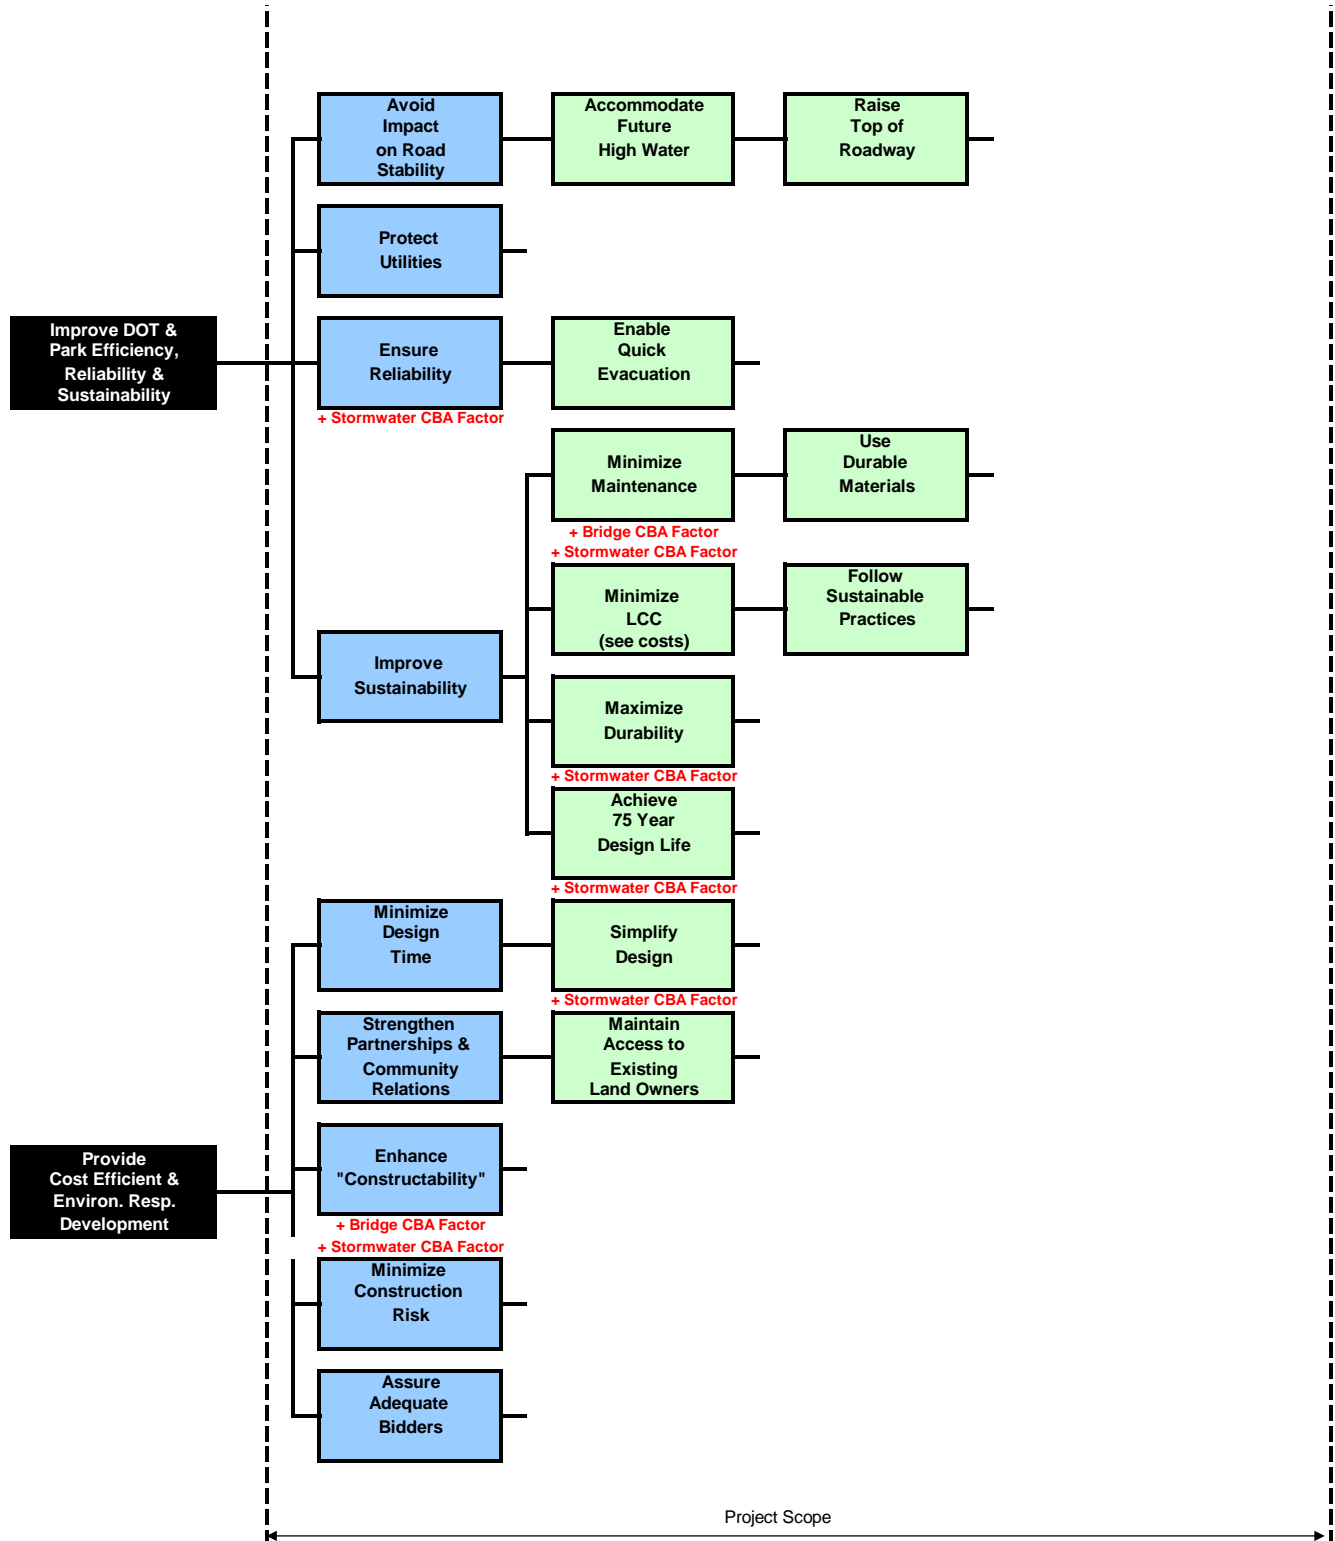 Avoid
Impact
on Road
Stability
Accommodate
Future
High Water
Raise
Top of
Roadway
Protect
Utilities
Improve DOT &
Park Efficiency,
Reliability &
Sustainability
Ensure
Reliability
+ Stormwater CBA Factor
Enable
Quick
Evacuation
Minimize
Maintenance
+ Bridge CBA Factor
+ Stormwater CBA Factor
Use
Durable
Materials
Minimize
LCC
(see costs)
Follow
Sustainable
Practices
Improve
Sustainability
Maximize
Durability
+ Stormwater CBA Factor
Achieve
75 Year
Design Life
+ Stormwater CBA Factor
Minimize
Design
Time
Simplify
Design
+ Stormwater CBA Factor
Strengthen
Partnerships &
Community
Relations
Maintain
Access to
Existing
Land Owners
Provide
Cost Efficient &
Environ. Resp.
Development
Enhance
"Constructability"
+ Bridge CBA Factor
+ Stormwater CBA Factor
Minimize
Construction
Risk
Assure
Adequate
Bidders
Project Scope